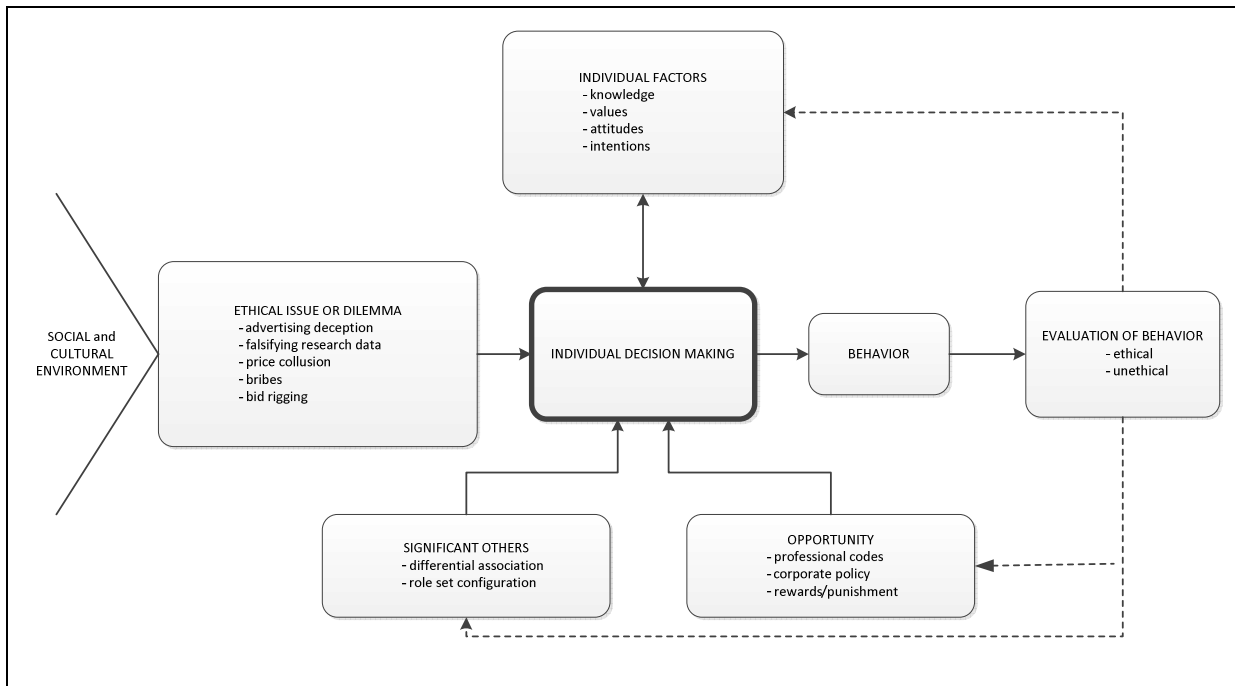 INDIVIDUAL FACTORS
- knowledge
- values
- attitudes
- intentions
SOCIAL and
CULTURAL
ENVIRONMENT
ETHICAL ISSUE OR DILEMMA
- advertising deception
- falsifying research data
- price collusion
- bribes
- bid rigging
INDIVIDUAL DECISION MAKING
BEHAVIOR
EVALUATION OF BEHAVIOR
- ethical
- unethical
SIGNIFICANT OTHERS
- differential association
- role set configuration
OPPORTUNITY
- professional codes
- corporate policy
- rewards/punishment